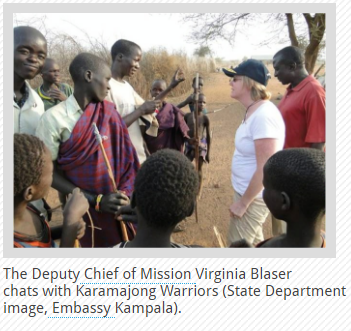 The Deputy Chief of Mission Virginia Blaser
chats with Karamajong Warriors (State Department
image, Embassy Kampala).